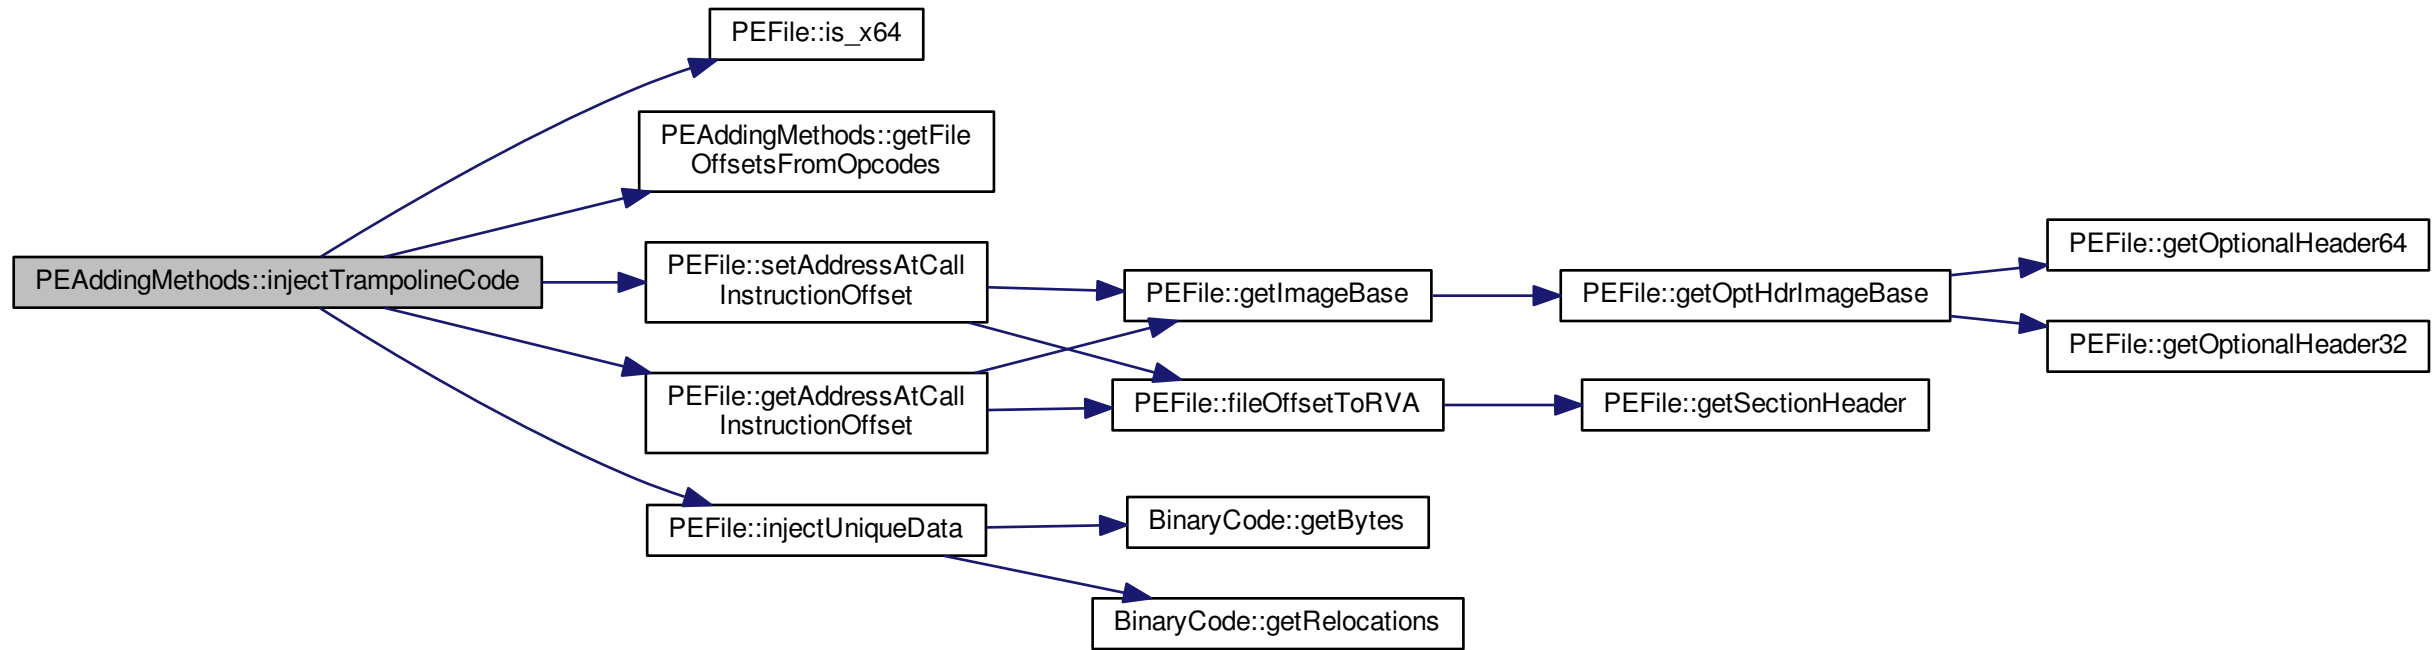 PEFile::is_x64
PEAddingMethods::getFile
OffsetsFromOpcodes
PEAddingMethods::injectTrampolineCode
PEFile::setAddressAtCall
InstructionOffset
PEFile::getAddressAtCall
InstructionOffset
PEFile::injectUniqueData
PEFile::getImageBase
PEFile::fileOffsetToRVA
BinaryCode::getBytes
BinaryCode::getRelocations
PEFile::getOptHdrImageBase
PEFile::getSectionHeader
PEFile::getOptionalHeader64
PEFile::getOptionalHeader32